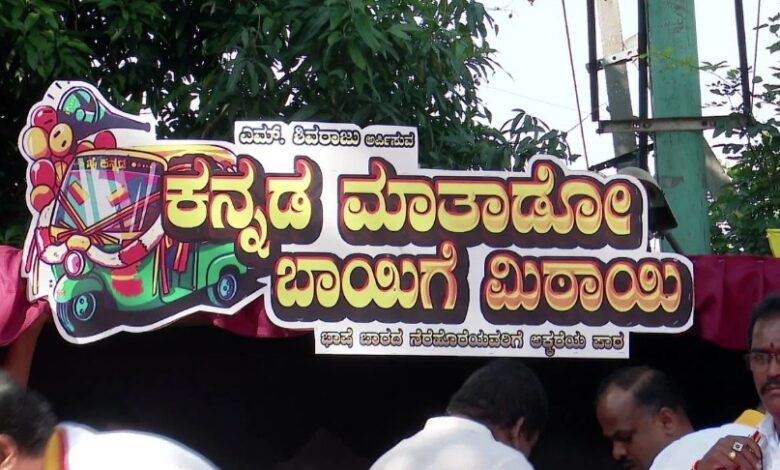 ಎಮ್. ಶಿವರಾಜು ಅರ್ಪಿಸುವ
ಕನ್ನಡ ಮಾತಾಡೋ
ಬಾಯಿಗೆ ಮಿಠಾಯಿ
ಭಾಷೆ ಬಾರದ ನೆರೆಹೊರೆಯವರಿಗೆ ಅಕ್ಕರೆಯ ಪಾಠ